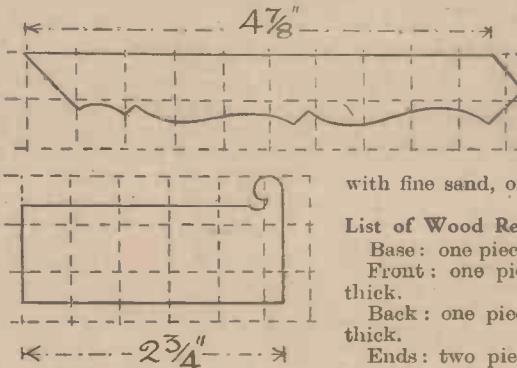 4⅞"
with fine sand, o
List of Wood Re
Base: one piec
Front: one pie
thick.
Back: one piec
thick.
Ends: two pie
2¾"